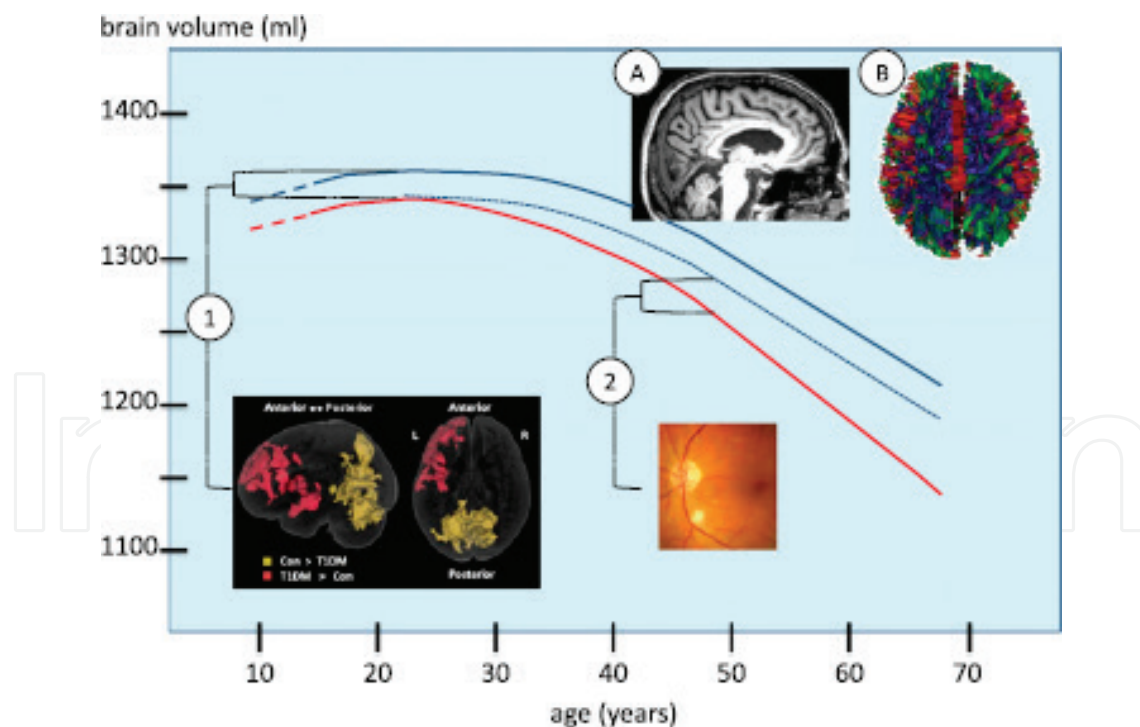 brain volume (ml)
A
B
1400
1300
1
2
1200
Anterior ↔ Posterior
Anterior
L
R
Con > T1DM
T1DM > Con
Posterior
1100
10
20
30
40
50
60
70
age (years)